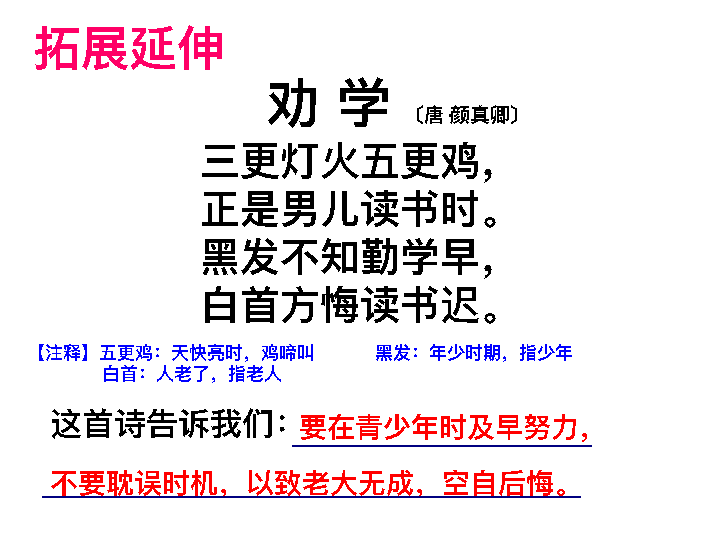 拓展延伸
劝 学 〔唐 颜真卿〕
三更灯火五更鸡，
正是男儿读书时。
黑发不知勤学早，
白首方悔读书迟。
【注释】五更鸡：天快亮时，鸡啼叫 黑发：年少时期，指少年
白首：人老了，指老人
这首诗告诉我们：要在青少年时及早努力，
不要耽误时机，以致老大无成，空自后悔。